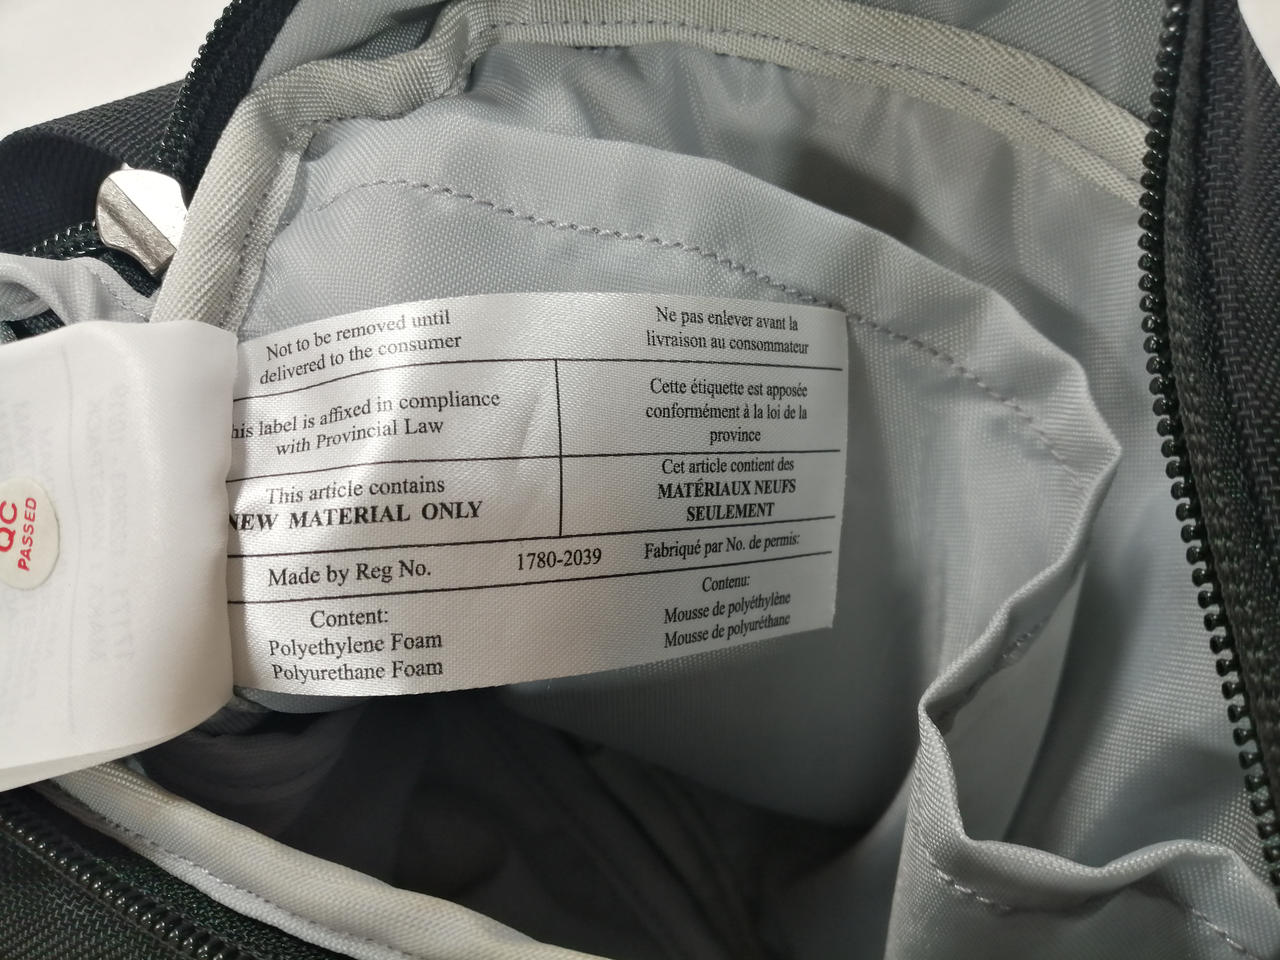 Not to be removed until
delivered to the consumer
Ne pas enlever avant la
livraison au consommateur
his label is affixed in compliance
with Provincial Law
Cette étiquette est apposée
conformément à la loi de la
province
This article contains
NEW MATERIAL ONLY
Cet article contient des
MATÉRIAUX NEUFS
SEULEMENT
Made by Reg No. 1780-2039 Fabriqué par No. de permis:
Content:
Polyethylene Foam
Polyurethane Foam
Contenu:
Mousse de polyéthylène
Mousse de polyuréthane
QC
PASSED